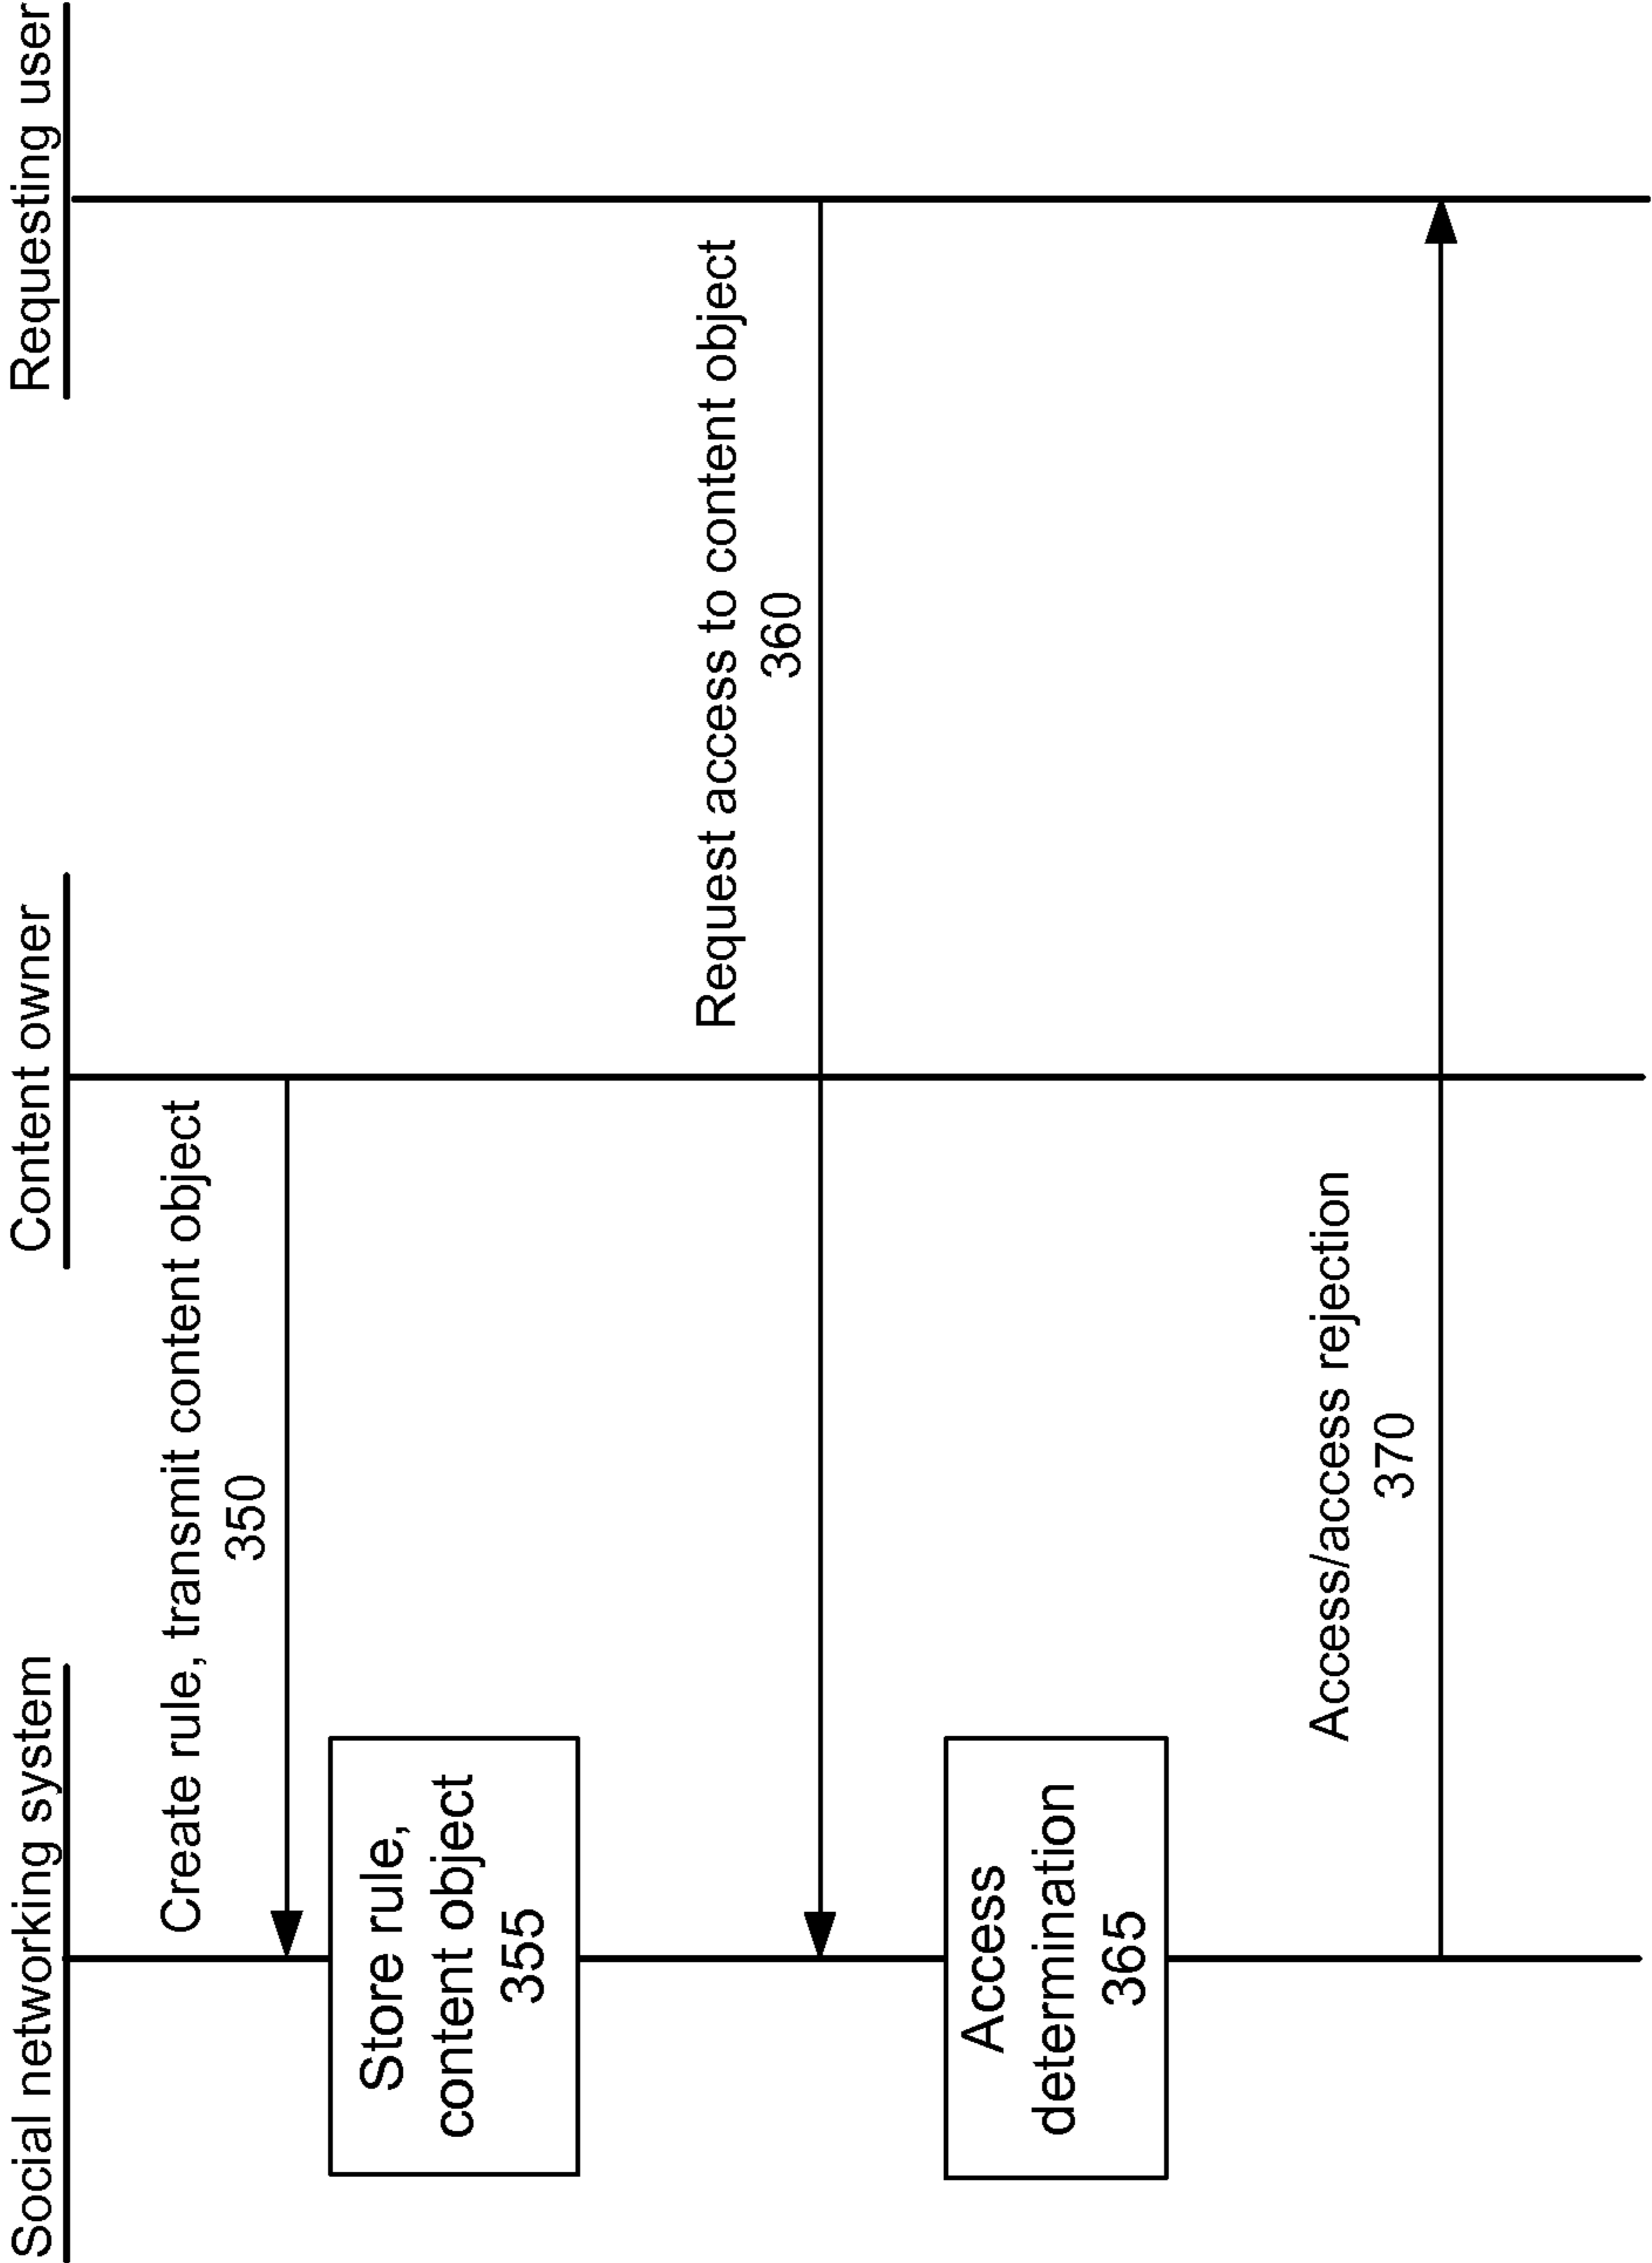 Social networking system
Content owner
Requesting user
Create rule, transmit content object
350
Store rule,
content object
355
Request access to content object
360
Access
determination
365
Access/access rejection
370